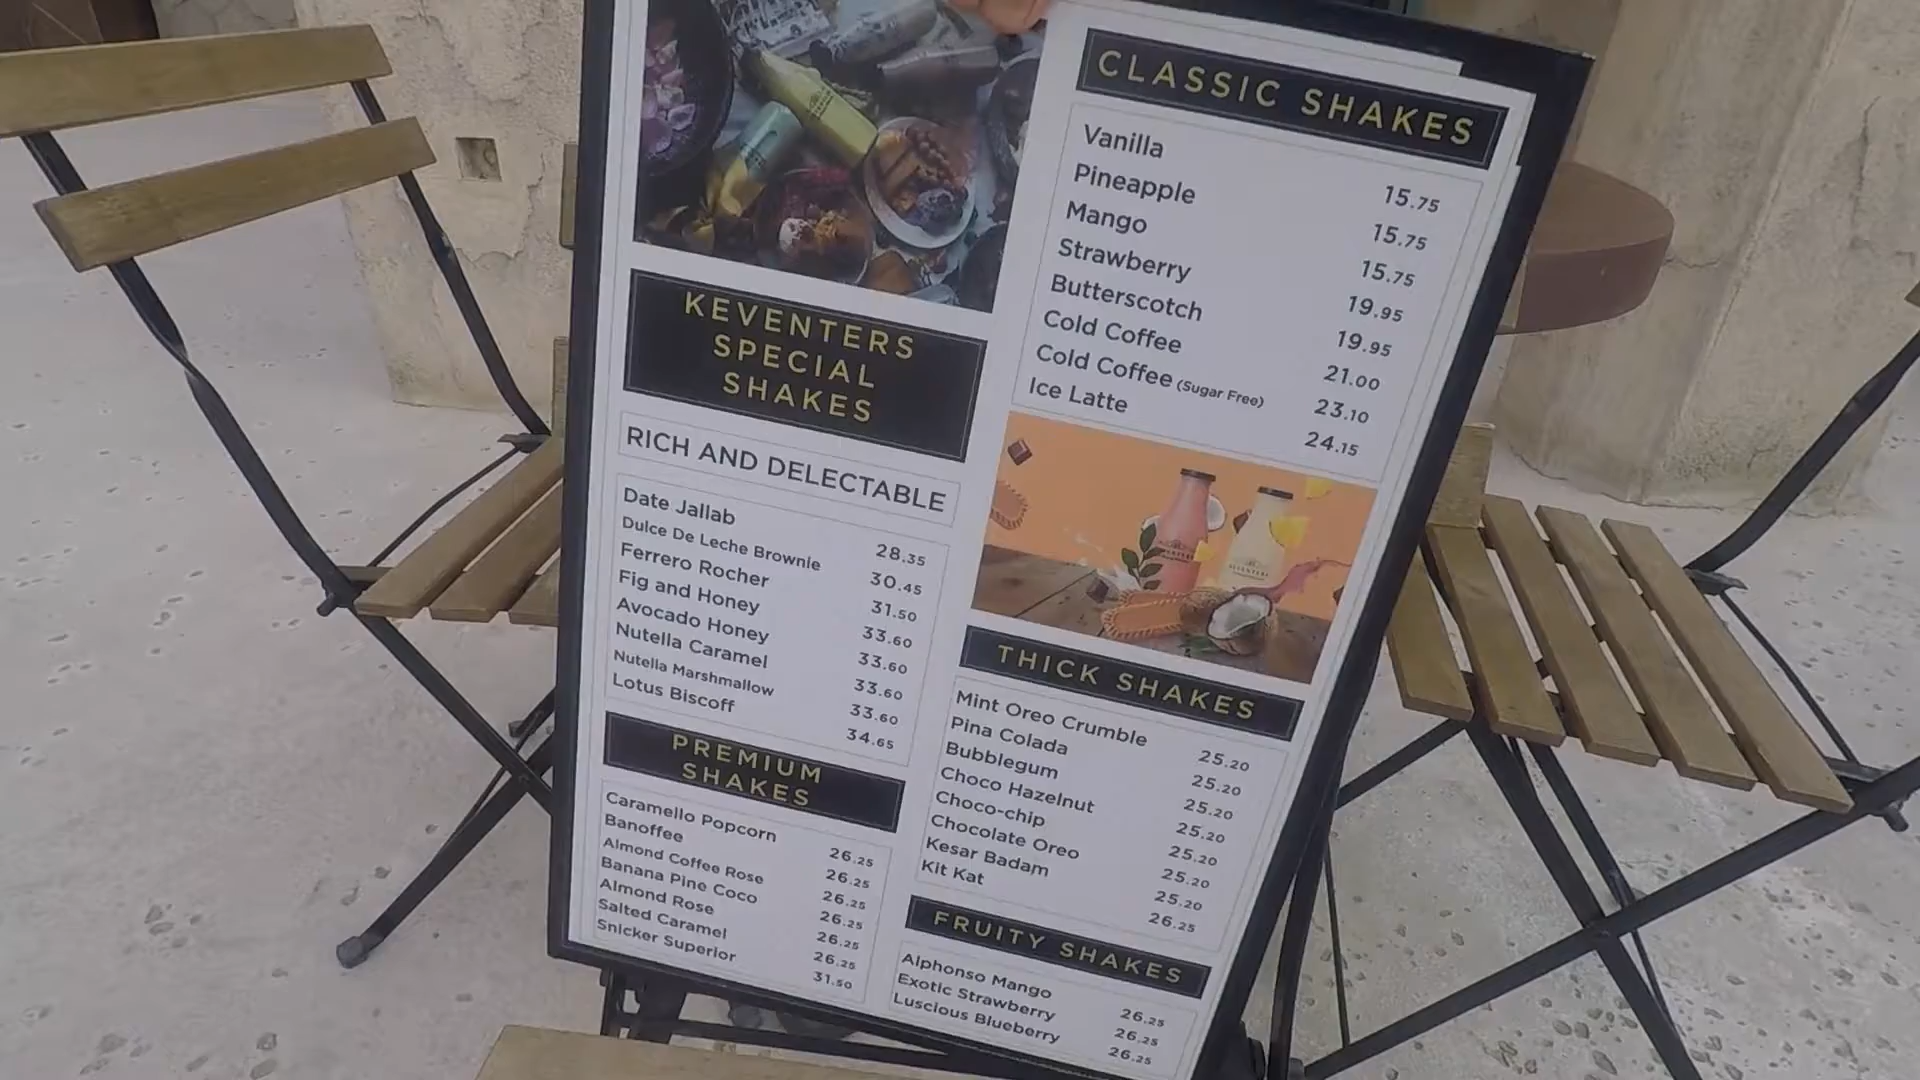 KEVENTERS
SPECIAL
SHAKES
RICH AND DELECTABLE
Date Jallab 28.35
Dulce De Leche Brownie 30.45
Ferrero Rocher 31.50
Fig and Honey 33.60
Avocado Honey 33.60
Nutella Caramel 33.60
Nutella Marshmallow 33.60
Lotus Biscoff 34.65
PREMIUM
SHAKES
Caramello Popcorn 26.25
Banoffee 26.25
Almond Coffee Rose 26.25
Banana Pine Coco 26.25
Almond Rose 26.25
Salted Caramel 26.25
Snicker Superior 31.50
CLASSIC SHAKES
Vanilla 15.75
Pineapple 15.75
Mango 15.75
Strawberry 19.95
Butterscotch 19.95
Cold Coffee 21.00
Cold Coffee (Sugar Free) 23.10
Ice Latte 24.15
THICK SHAKES
Mint Oreo Crumble 25.20
Pina Colada 25.20
Bubblegum 25.20
Choco Hazelnut 25.20
Choco-chip 25.20
Chocolate Oreo 25.20
Kesar Badam 25.20
Kit Kat 26.25
FRUITY SHAKES
Alphonso Mango 26.25
Exotic Strawberry 26.25
Luscious Blueberry 26.25